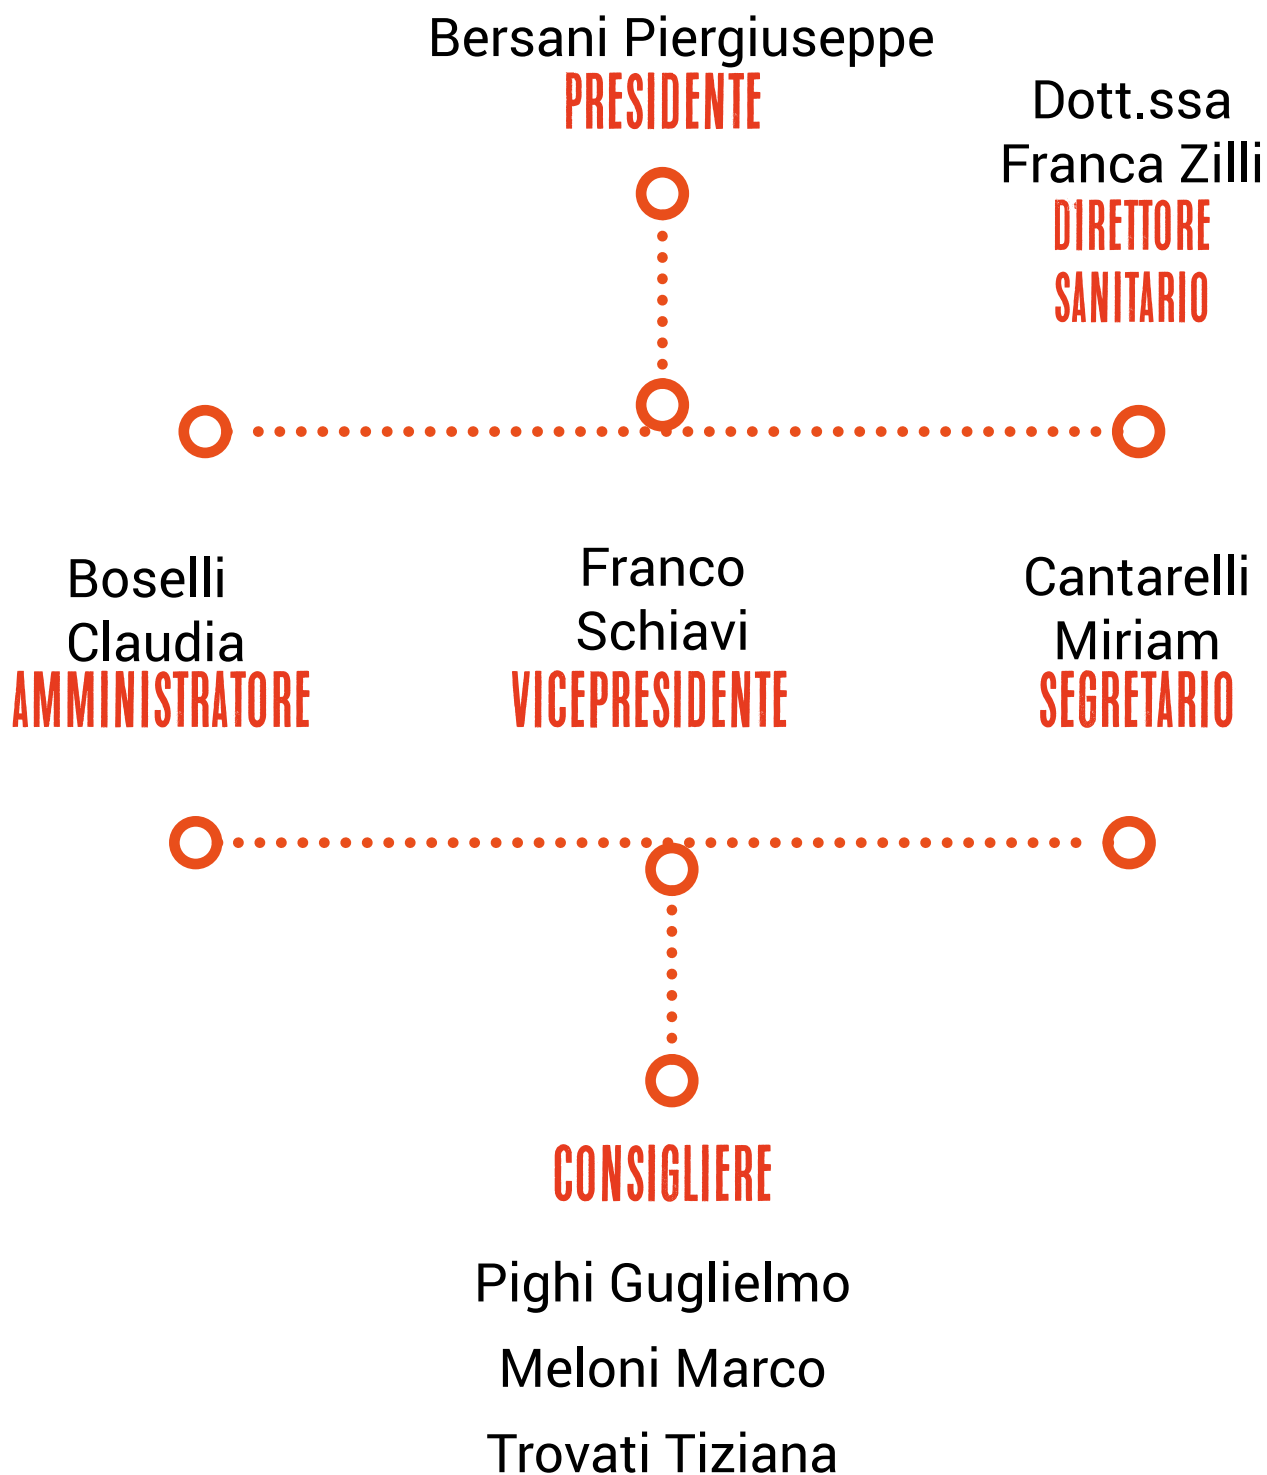 Bersani Piergiuseppe
PRESIDENTE
Dott.ssa
Franca Zilli
DIRETTORE
SANITARIO
Boselli
Claudia
AMMINISTRATORE
Franco
Schiavi
VICEPRESIDENTE
Cantarelli
Miriam
SEGRETARIO
CONSIGLIERE
Pighi Guglielmo
Meloni Marco
Trovati Tiziana